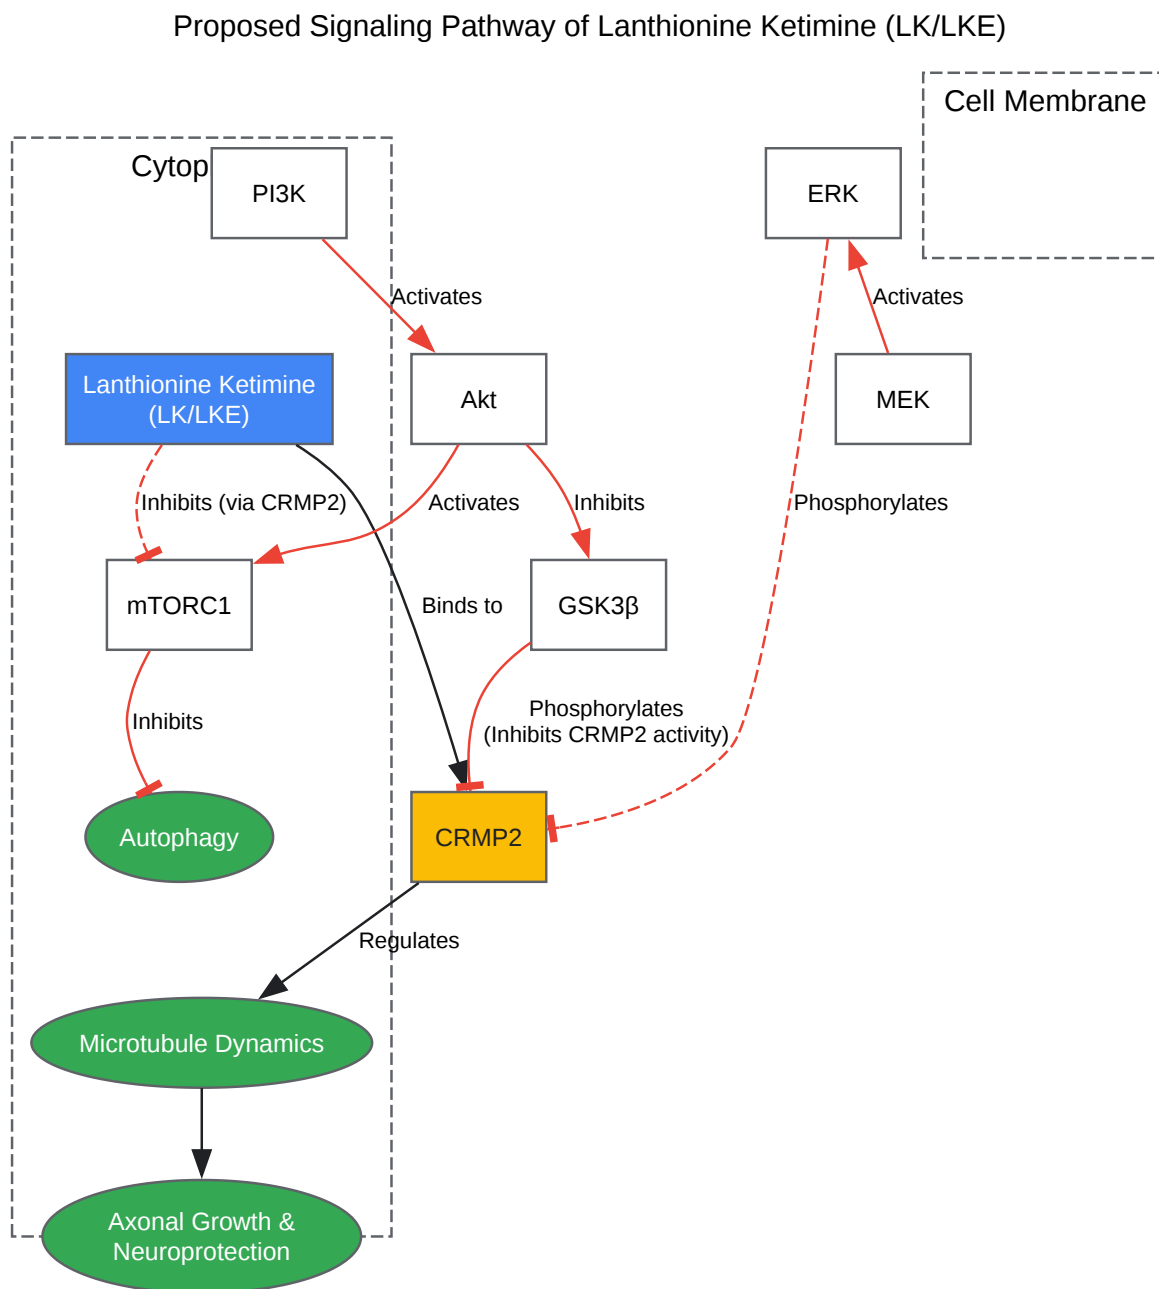 Proposed Signaling Pathway of Lanthionine Ketimine (LK/LKE)
Cell Membrane
Cytop
PI3K
ERK
Activates
Activates
Lanthionine Ketimine
(LK/LKE)
Akt
MEK
Inhibits (via CRMP2)
Activates
Inhibits
Phosphorylates
mTORC1
Binds to
GSK3β
Inhibits
Phosphorylates
(Inhibits CRMP2 activity)
Autophagy
CRMP2
Regulates
Microtubule Dynamics
Axonal Growth &
Neuroprotection